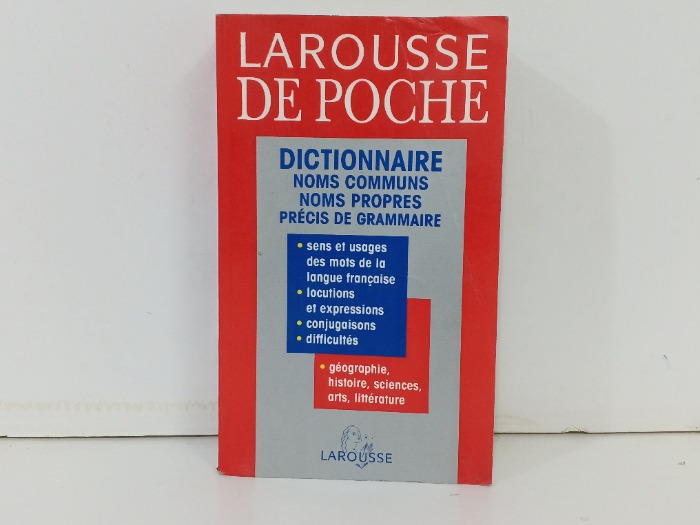 LAROUSSE
DE POCHE
DICTIONNAIRE
NOMS COMMUNS
NOMS PROPRES
PRÉCIS DE GRAMMAIRE
• sens et usages
des mots de la
langue française
• locutions
et expressions
• conjugaisons
• difficultés
• géographie,
histoire, sciences,
arts, littérature
LAROUSSE